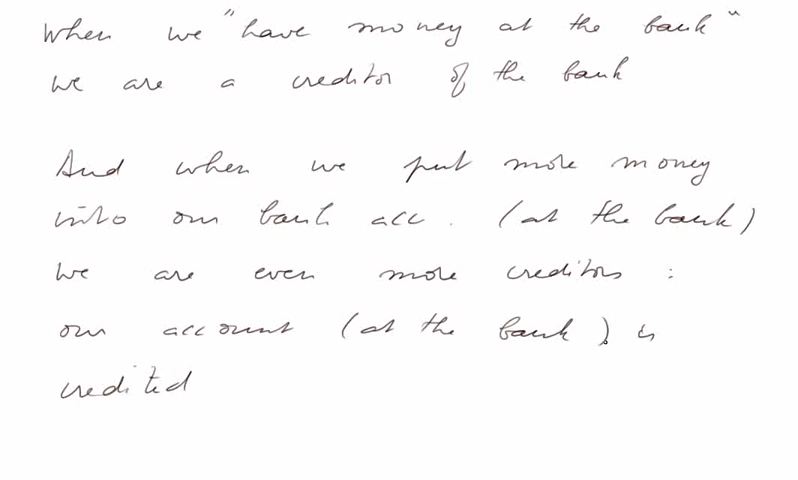 When we "have money at the bank"
we are a creditor of the bank
And when we put more money
into our bank acc. (at the bank)
we are even more creditors :
our account (at the bank) is
credited